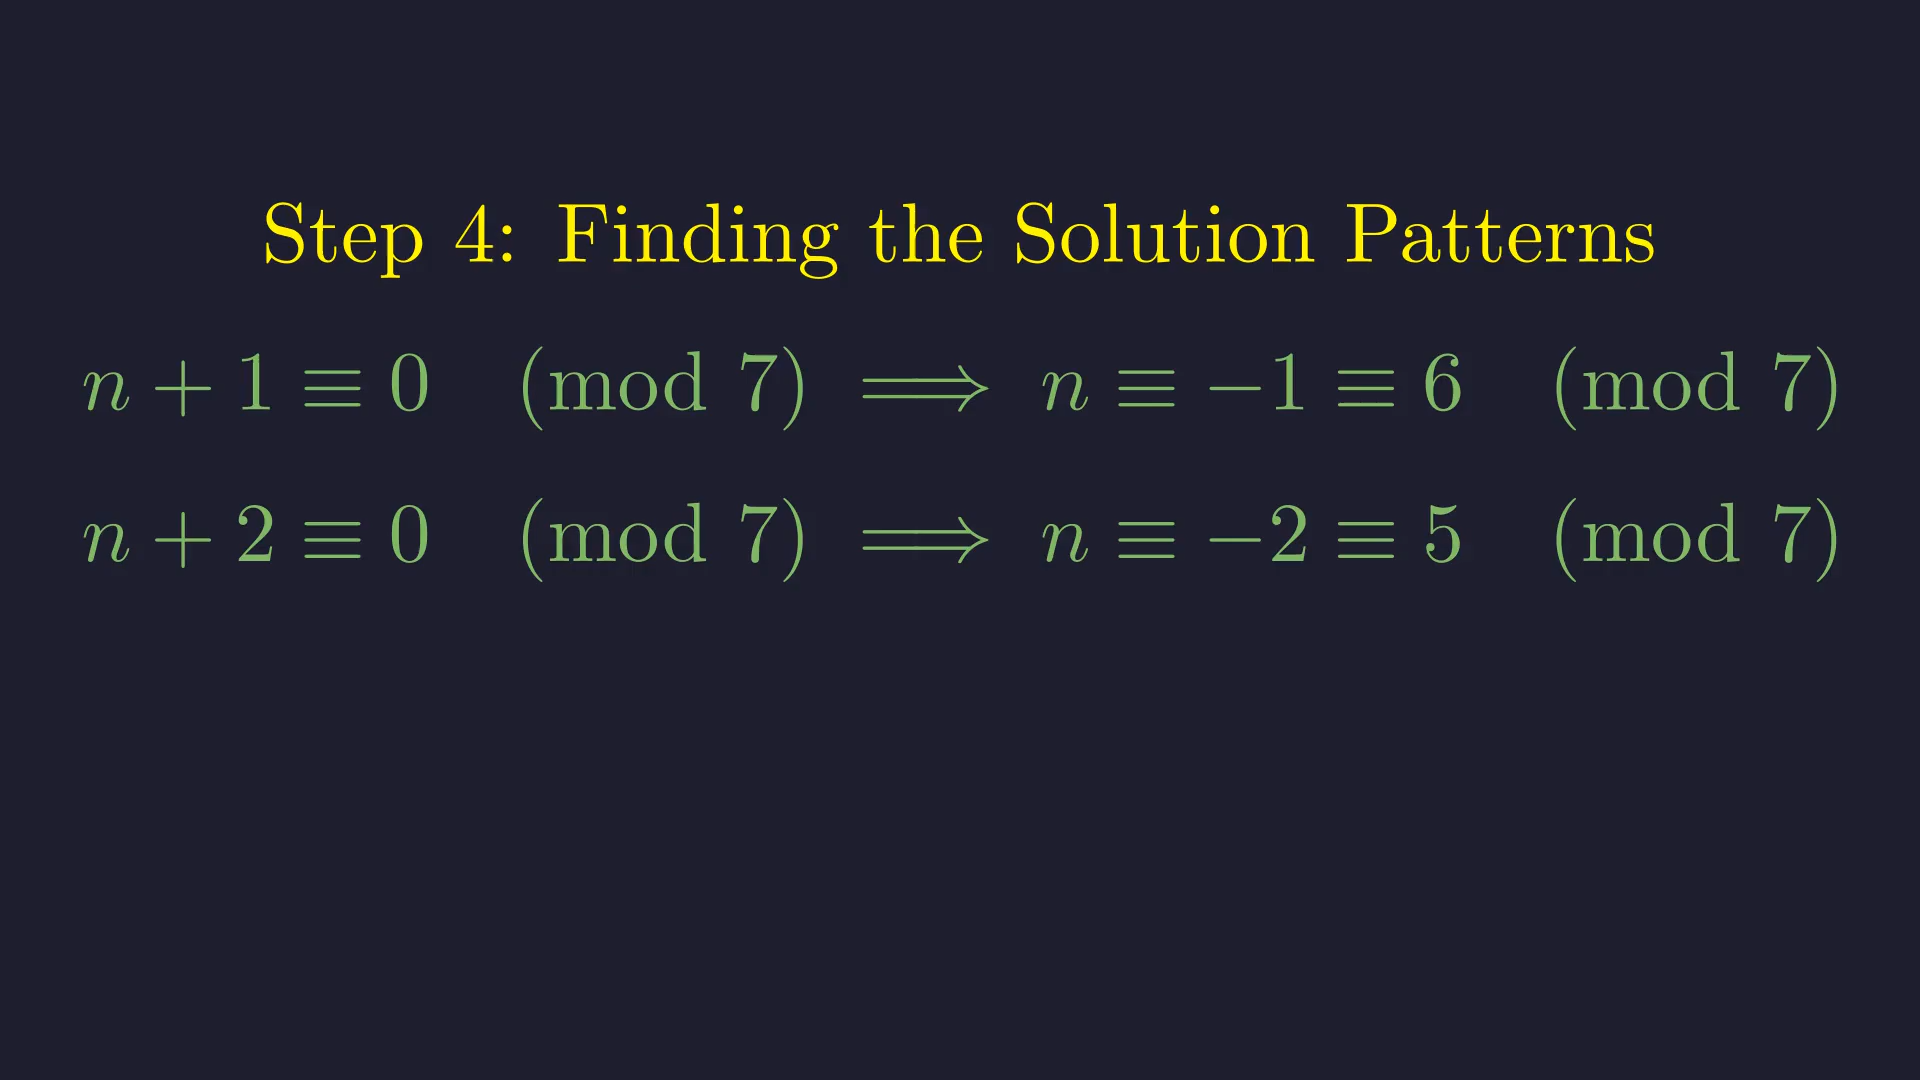 Step 4: Finding the Solution Patterns
n + 1 ≡ 0 (mod 7) ⟹ n ≡ −1 ≡ 6 (mod 7)
n + 2 ≡ 0 (mod 7) ⟹ n ≡ −2 ≡ 5 (mod 7)